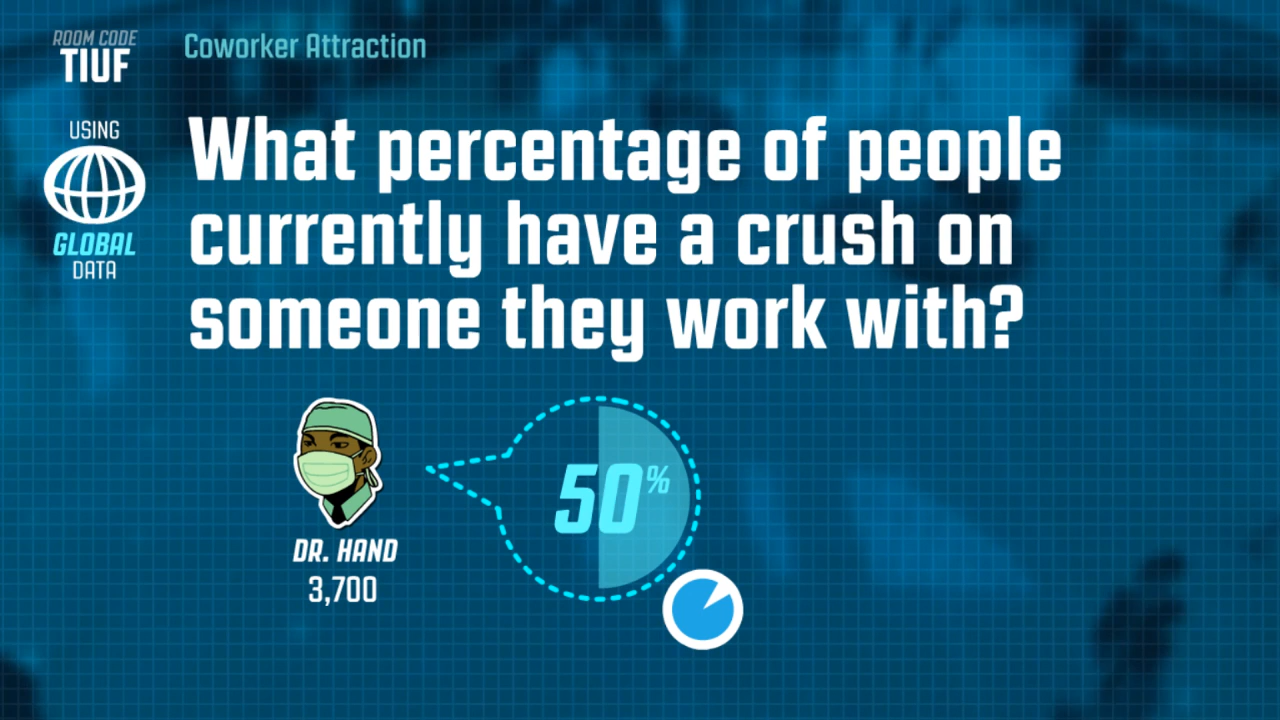 ROOM CODE
TIUF
Coworker Attraction
USING
GLOBAL
DATA
What percentage of people
currently have a crush on
someone they work with?
50%
DR. HAND
3,700